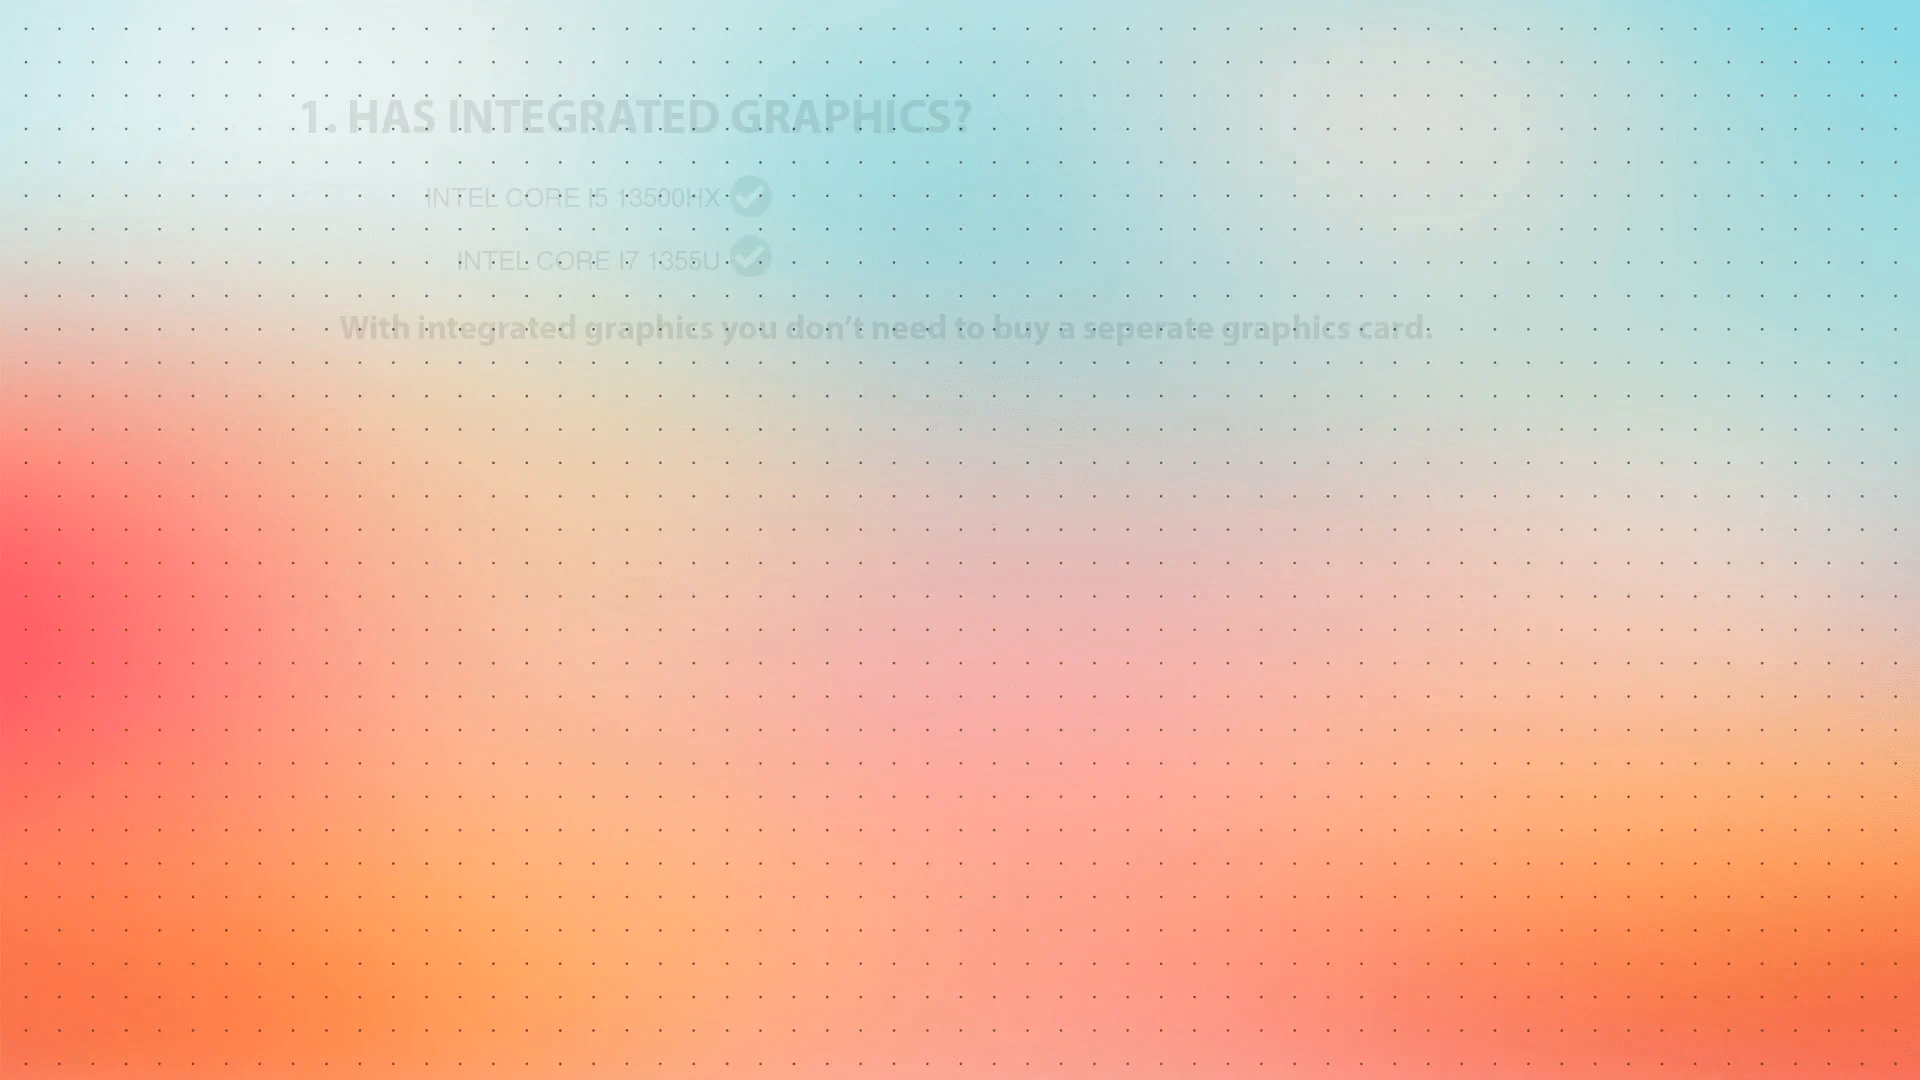 1. HAS INTEGRATED GRAPHICS?
INTEL CORE I5 13500HX
INTEL CORE I7 1355U
With integrated graphics you don’t need to buy a seperate graphics card.